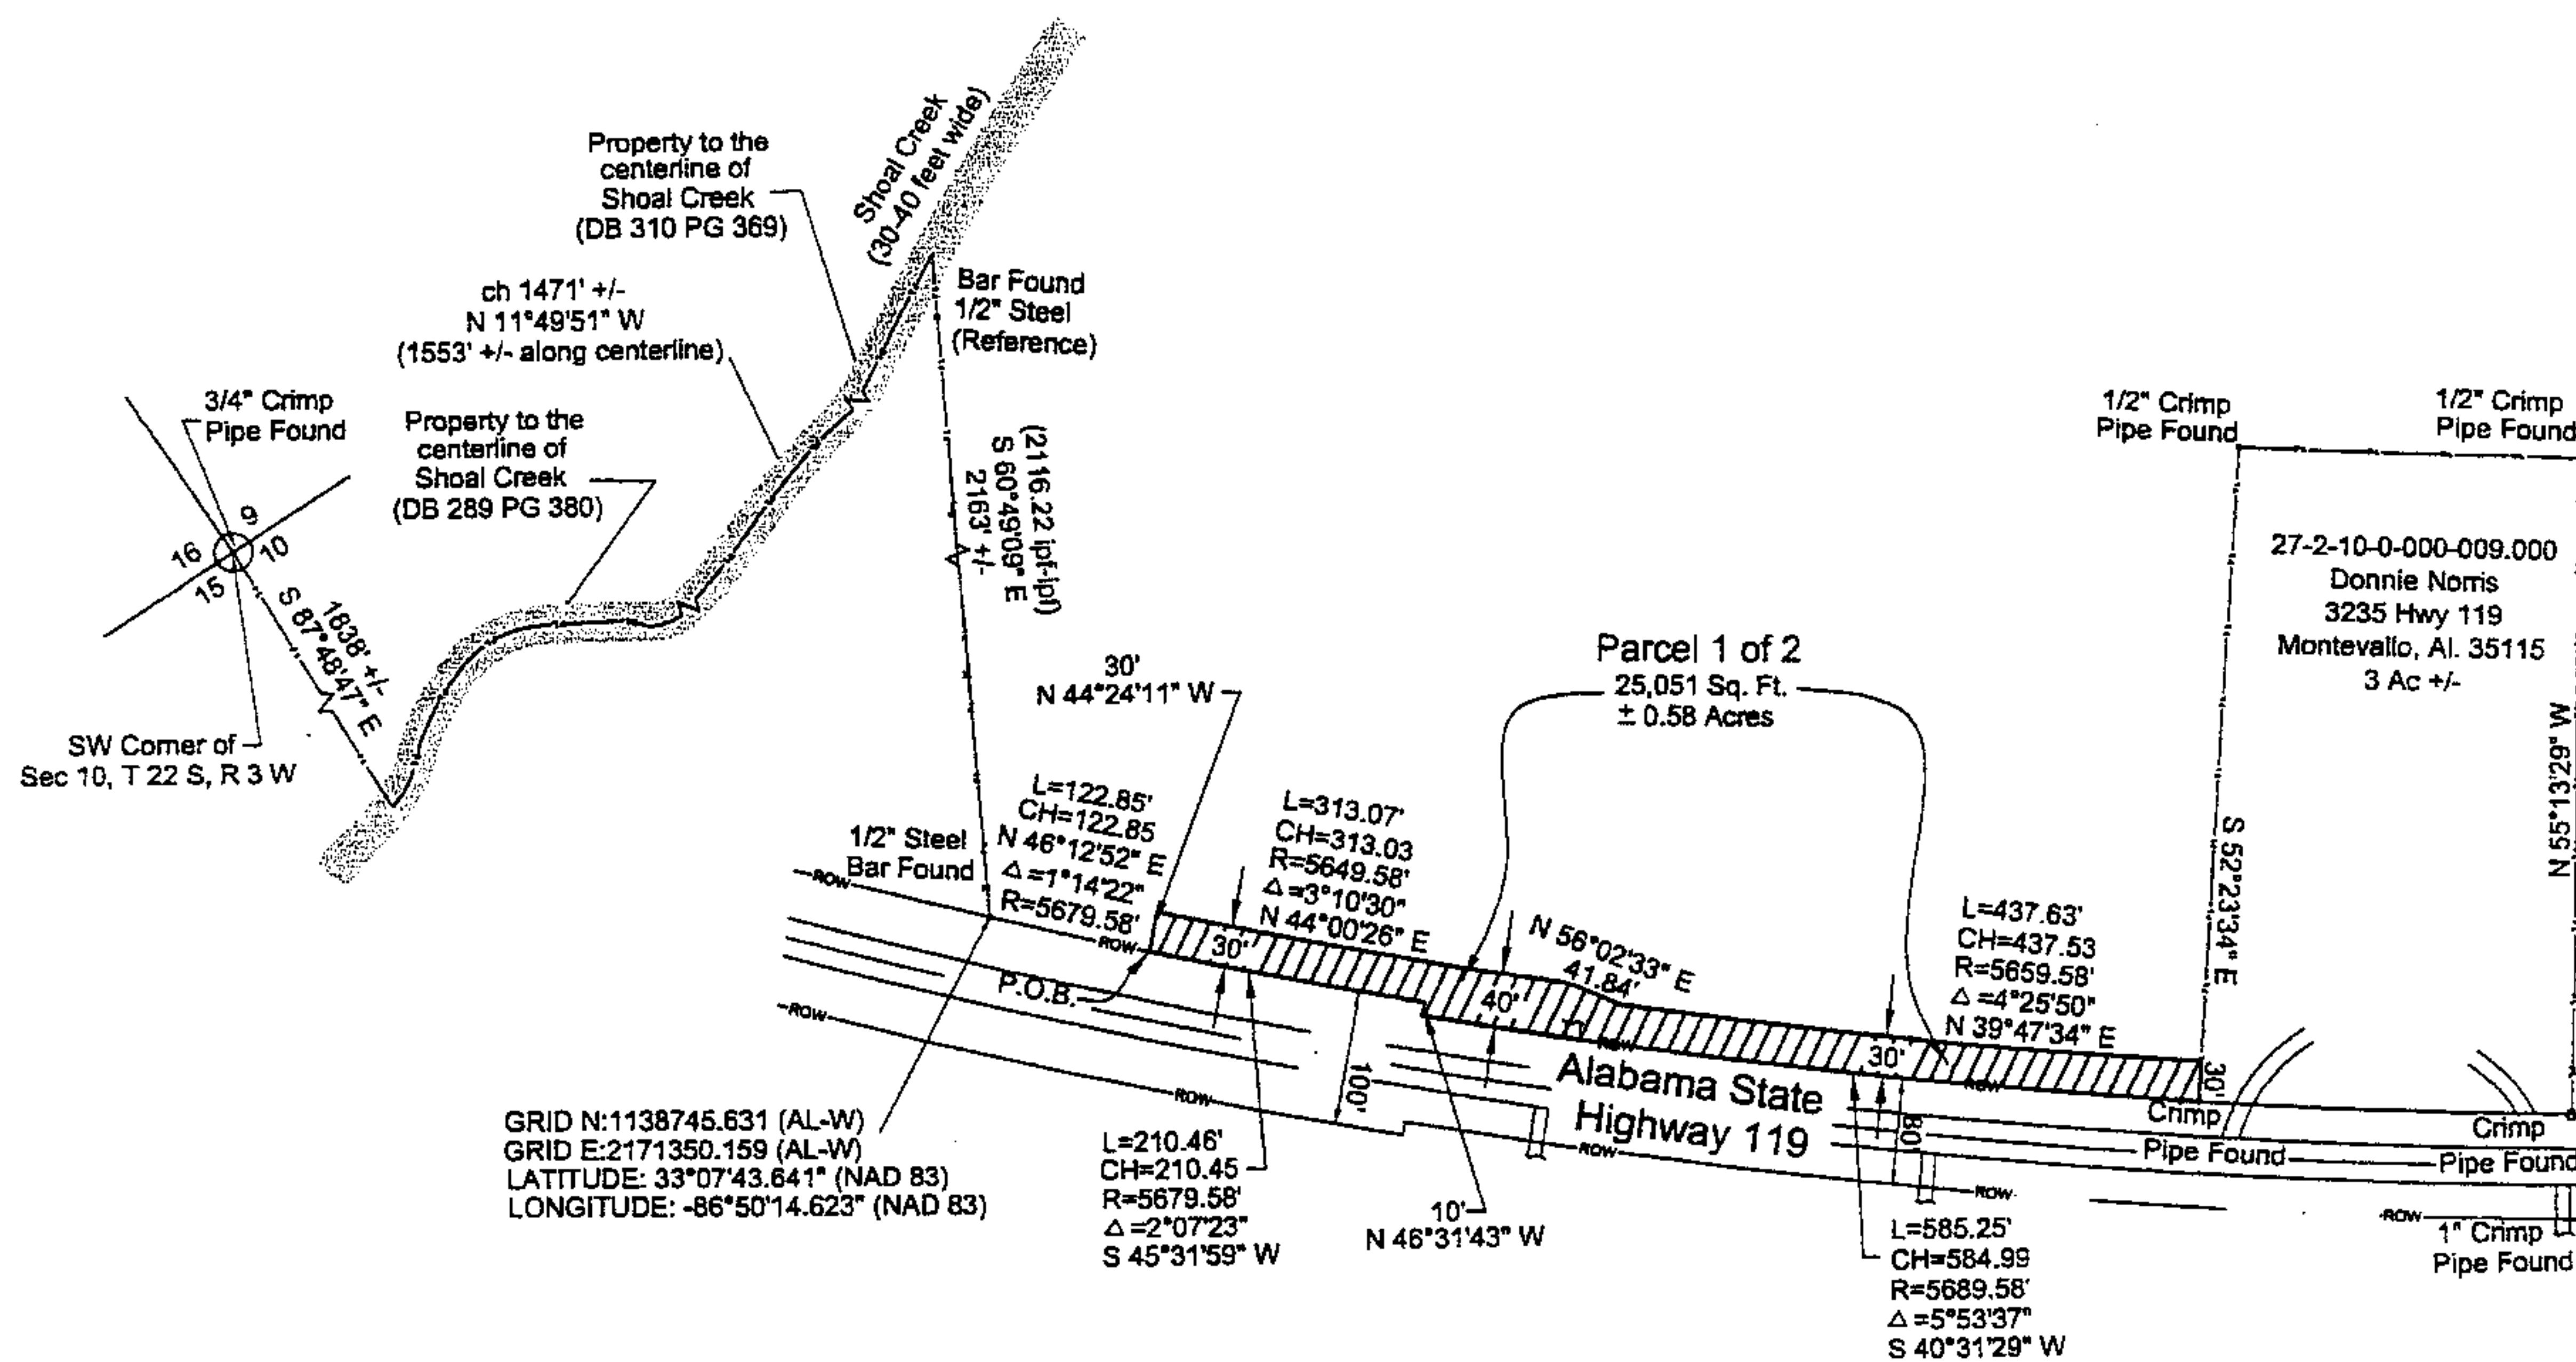 Property to the
centerline of
Shoal Creek
(DB 310 PG 369)
Shoal Creek
(30-40 feet wide)
ch 1471' +/-
N 11°49'51" W
(1553' +/- along centerline)
Bar Found
1/2" Steel
(Reference)
3/4" Crimp
Pipe Found
Property to the
centerline of
Shoal Creek
(DB 289 PG 380)
9
16
10
15
1838' +/-
S 87°48'47" E
SW Corner of
Sec 10, T 22 S, R 3 W
(2116.22 ipf-ipf)
S 60°49'09" E
2163' +/-
1/2" Crimp
Pipe Found
1/2" Crimp
Pipe Found
27-2-10-0-000-009.000
Donnie Norris
3235 Hwy 119
Montevallo, Al. 35115
3 Ac +/-
N 55°13'29" W
S 52°23'34" E
Parcel 1 of 2
25,051 Sq. Ft.
± 0.58 Acres
30'
N 44°24'11" W
1/2" Steel
Bar Found
L=122.85'
CH=122.85
N 46°12'52" E
Δ=1°14'22"
R=5679.58'
L=313.07'
CH=313.03
R=5649.58'
Δ=3°10'30"
N 44°00'26" E
N 56°02'33" E
41.84'
L=437.63'
CH=437.53
R=5659.58'
Δ=4°25'50"
N 39°47'34" E
ROW
ROW
30'
40'
ROW
30'
ROW
30'
P.O.B.
ROW
ROW
100'
Alabama State
Highway 119
ROW
80'
ROW
Crimp
Pipe Found
Crimp
Pipe Found
ROW
1" Crimp
Pipe Found
GRID N:1138745.631 (AL-W)
GRID E:2171350.159 (AL-W)
LATITUDE: 33°07'43.641" (NAD 83)
LONGITUDE: -86°50'14.623" (NAD 83)
L=210.46'
CH=210.45
R=5679.58'
Δ=2°07'23"
S 45°31'59" W
10'
N 46°31'43" W
L=585.25'
CH=584.99
R=5689.58'
Δ=5°53'37"
S 40°31'29" W